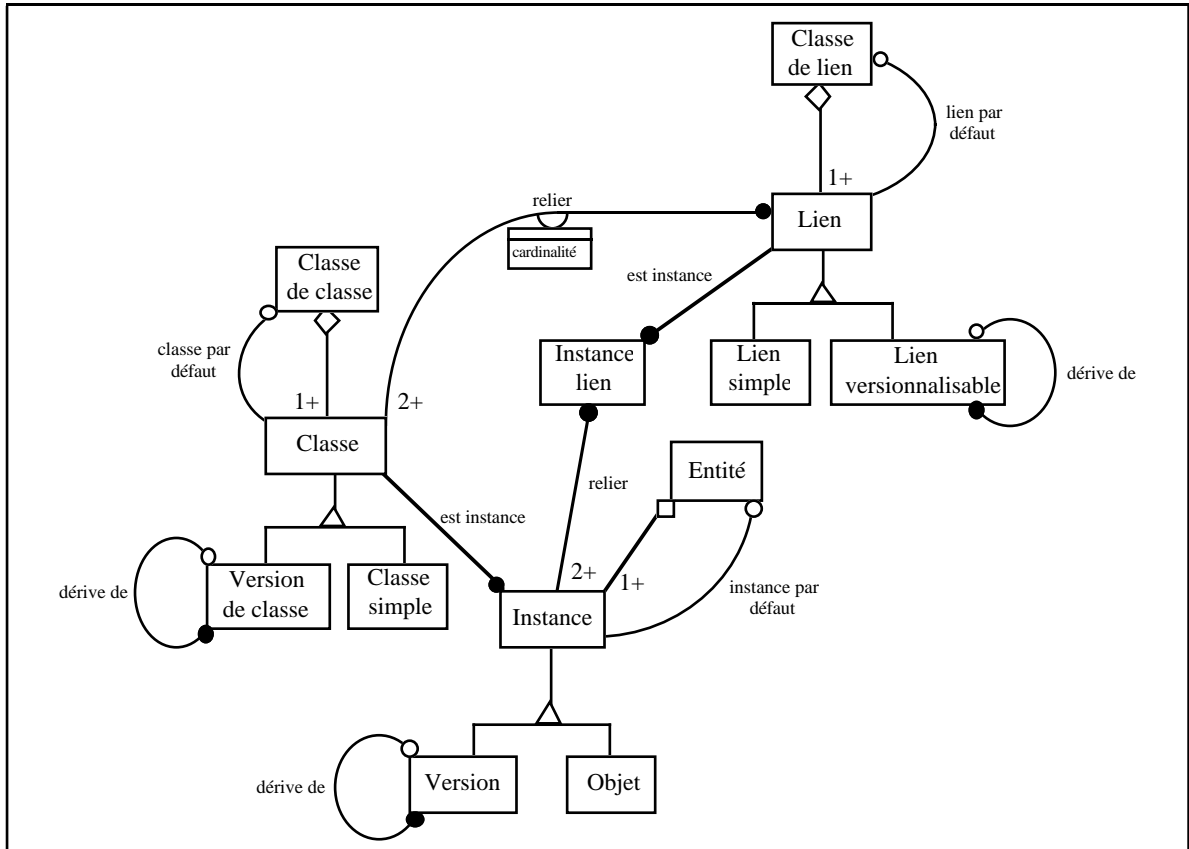 Classe
de lien
lien par
défaut
1+
relier
Lien
cardinalité
Classe
de classe
est instance
classe par
défaut
Instance
lien
Lien
simple
Lien
versionnalisable
dérive de
1+
2+
Classe
Entité
relier
est instance
dérive de
Version
de classe
Classe
simple
2+
1+
instance par
défaut
Instance
dérive de
Version
Objet